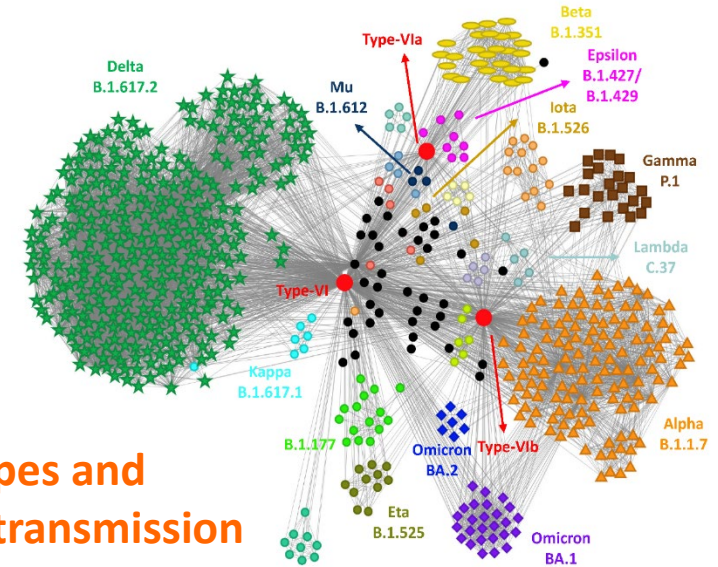 Beta
B.1.351
Type-VIa
Epsilon
B.1.427/
B.1.429
Delta
B.1.617.2
Mu
B.1.612
Iota
B.1.526
Gamma
P.1
Lambda
C.37
Type-VI
Kappa
B.1.617.1
Alpha
B.1.1.7
B.1.177
Omicron
BA.2
Type-VIb
Eta
B.1.525
Omicron
BA.1
pes and
transmission